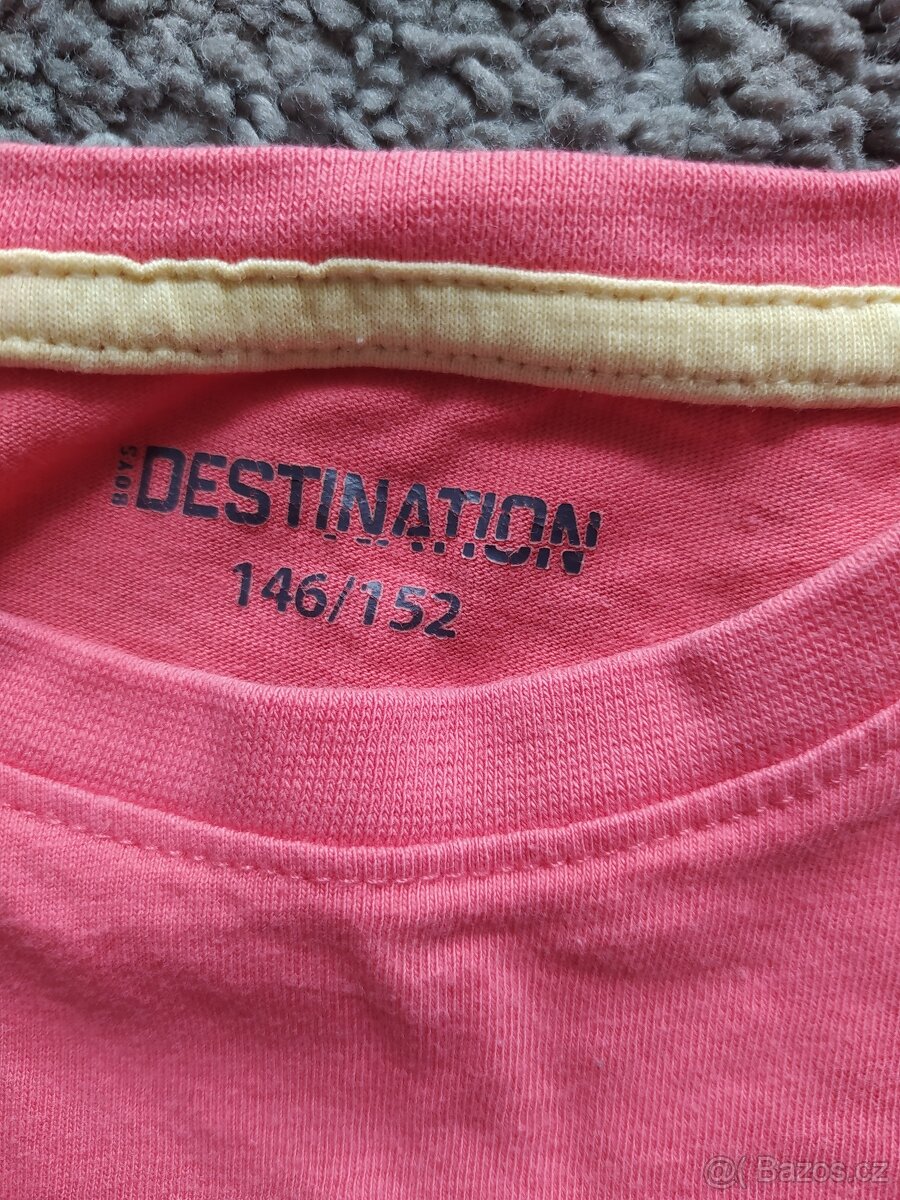 BOYS
DESTINATION
146/152
@( Bazos.cz